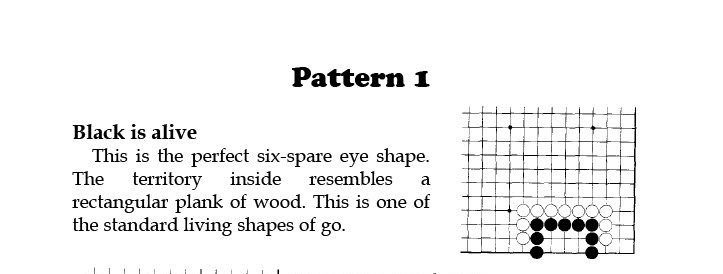 Pattern 1
Black is alive
This is the perfect six-spare eye shape.
The territory inside resembles a
rectangular plank of wood. This is one of
the standard living shapes of go.